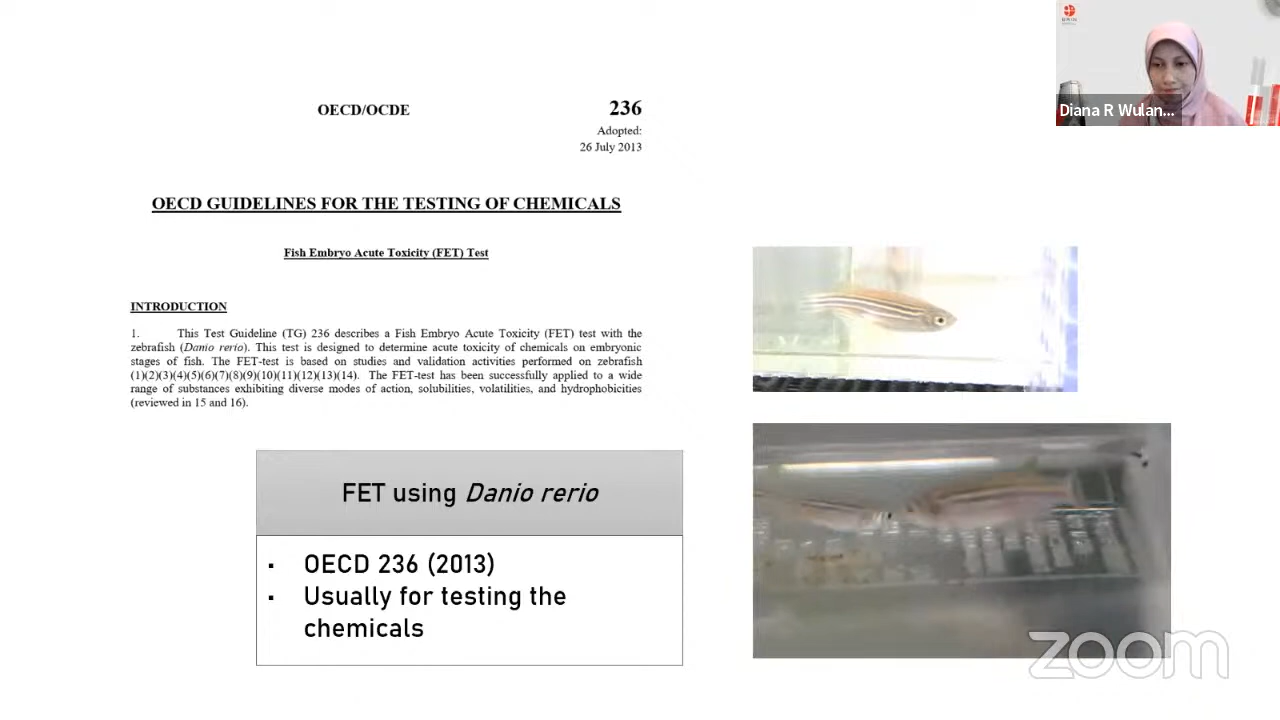 OECD/OCDE
236
Adopted:
26 July 2013
OECD GUIDELINES FOR THE TESTING OF CHEMICALS
Fish Embryo Acute Toxicity (FET) Test
INTRODUCTION
1. This Test Guideline (TG) 236 describes a Fish Embryo Acute Toxicity (FET) test with the
zebrafish (Danio rerio). This test is designed to determine acute toxicity of chemicals on embryonic
stages of fish. The FET-test is based on studies and validation activities performed on zebrafish
(1)(2)(3)(4)(5)(6)(7)(8)(9)(10)(11)(12)(13)(14). The FET-test has been successfully applied to a wide
range of substances exhibiting diverse modes of action, solubilities, volatilities, and hydrophobicities
(reviewed in 15 and 16).
FET using Danio rerio
▪ OECD 236 (2013)
▪ Usually for testing the
chemicals
Diana R Wulan...
zoom